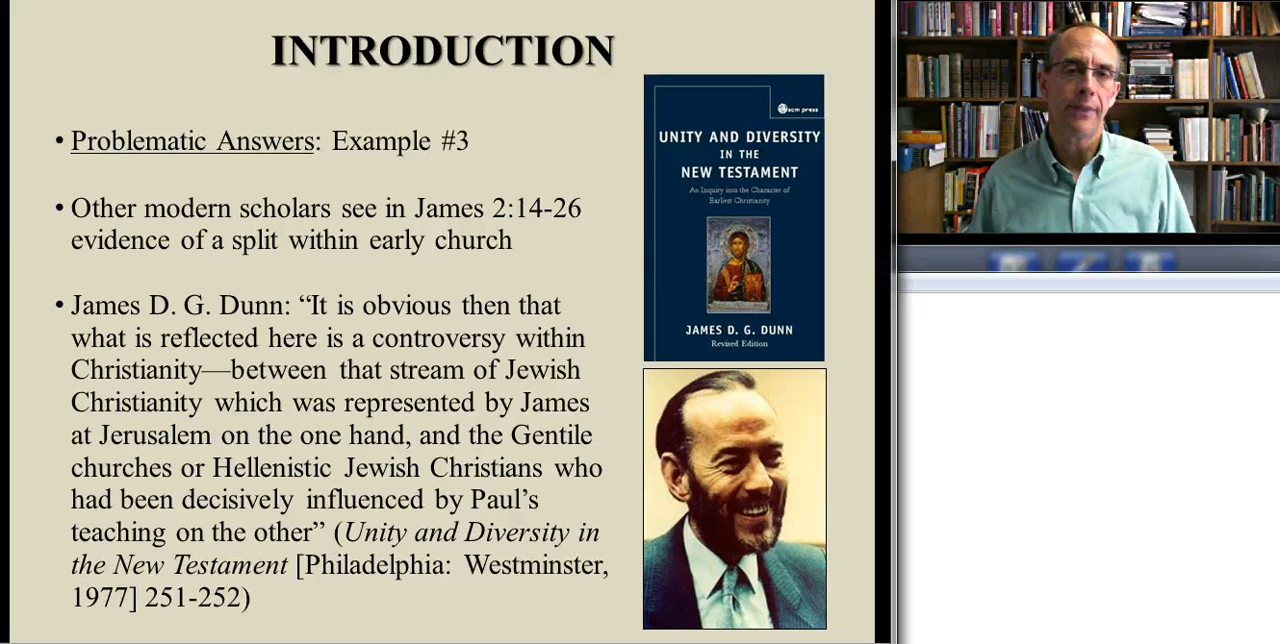 INTRODUCTION
• Problematic Answers: Example #3
• Other modern scholars see in James 2:14-26
evidence of a split within early church
• James D. G. Dunn: “It is obvious then that
what is reflected here is a controversy within
Christianity—between that stream of Jewish
Christianity which was represented by James
at Jerusalem on the one hand, and the Gentile
churches or Hellenistic Jewish Christians who
had been decisively influenced by Paul’s
teaching on the other” (Unity and Diversity in
the New Testament [Philadelphia: Westminster,
1977] 251-252)
scm press
UNITY AND DIVERSITY
IN THE
NEW TESTAMENT
An Inquiry into the Character of
Earliest Christianity
JAMES D. G. DUNN
Revised Edition